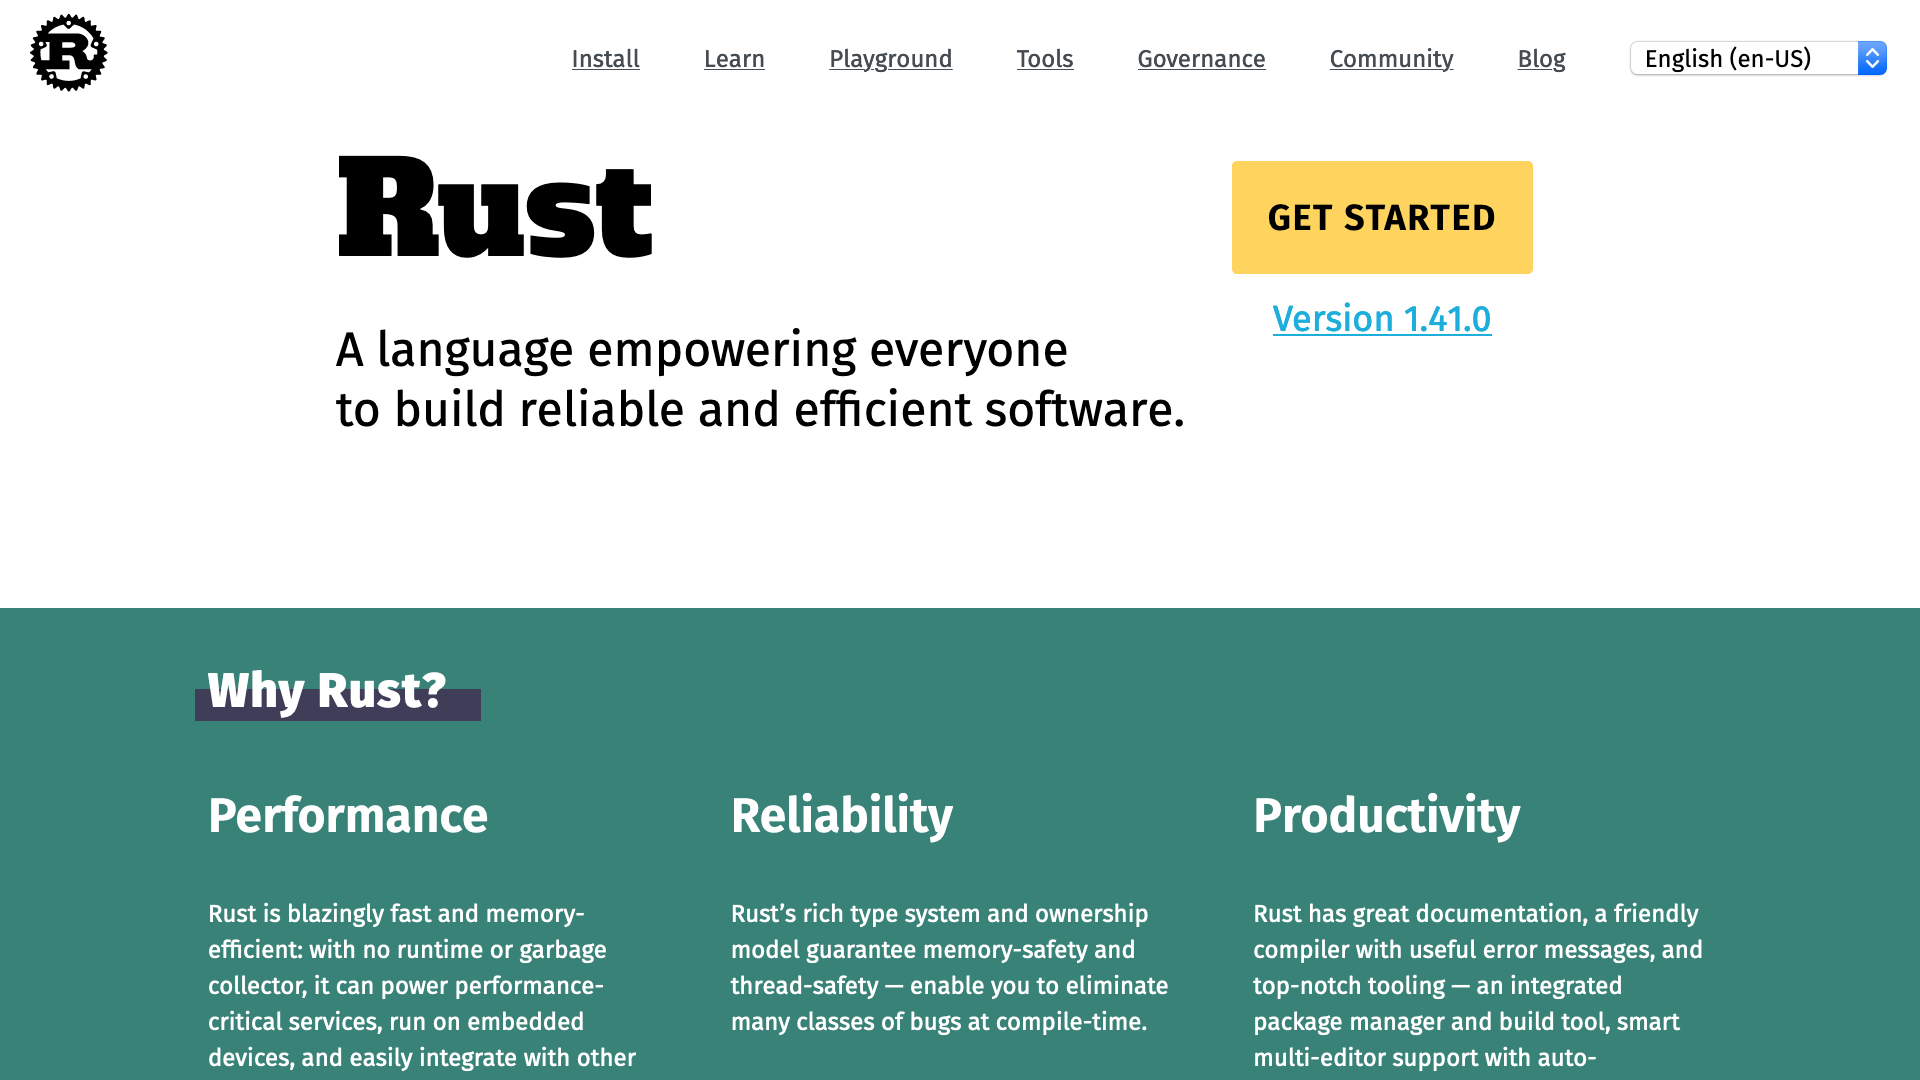 R
Install Learn Playground Tools Governance Community Blog English (en-US)
Rust
GET STARTED
Version 1.41.0
A language empowering everyone
to build reliable and efficient software.
Why Rust?
Performance
Rust is blazingly fast and memory-
efficient: with no runtime or garbage
collector, it can power performance-
critical services, run on embedded
devices, and easily integrate with other
Reliability
Rust’s rich type system and ownership
model guarantee memory-safety and
thread-safety — enable you to eliminate
many classes of bugs at compile-time.
Productivity
Rust has great documentation, a friendly
compiler with useful error messages, and
top-notch tooling — an integrated
package manager and build tool, smart
multi-editor support with auto-